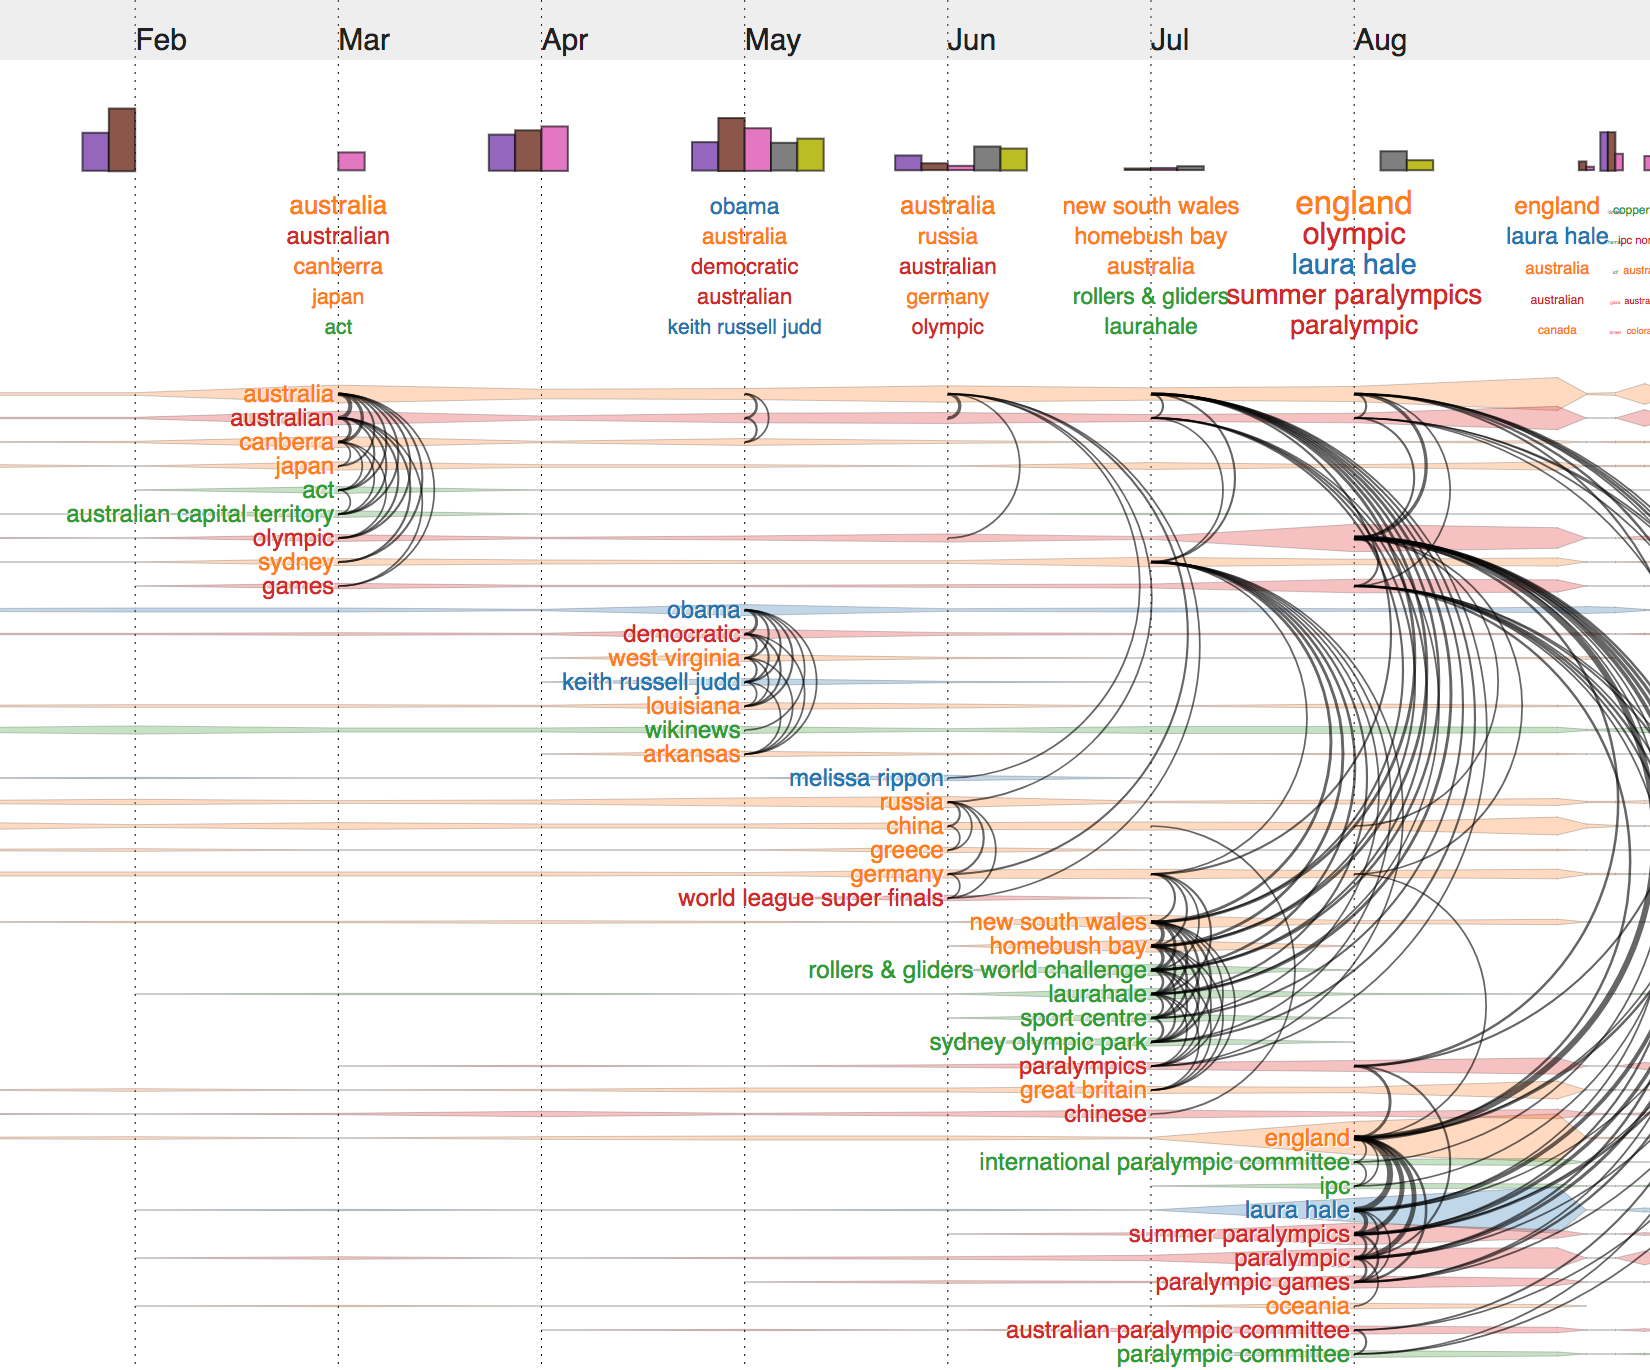 Feb Mar Apr May Jun Jul Aug
australia obama australia new south wales england england copper
australian australia russia homebush bay olympic laura hale ipc nor
canberra democratic australian australia laura hale australia austra
japan australian germany rollers & gliders summer paralympics australian austra
act keith russell judd olympic laurahale paralympic canada colora
australia
australian
canberra
japan
act
australian capital territory
olympic
sydney
games
obama
democratic
west virginia
keith russell judd
louisiana
wikinews
arkansas
melissa rippon
russia
china
greece
germany
world league super finals
new south wales
homebush bay
rollers & gliders world challenge
laurahale
sport centre
sydney olympic park
paralympics
great britain
chinese
england
international paralympic committee
ipc
laura hale
summer paralympics
paralympic
paralympic games
oceania
australian paralympic committee
paralympic committee